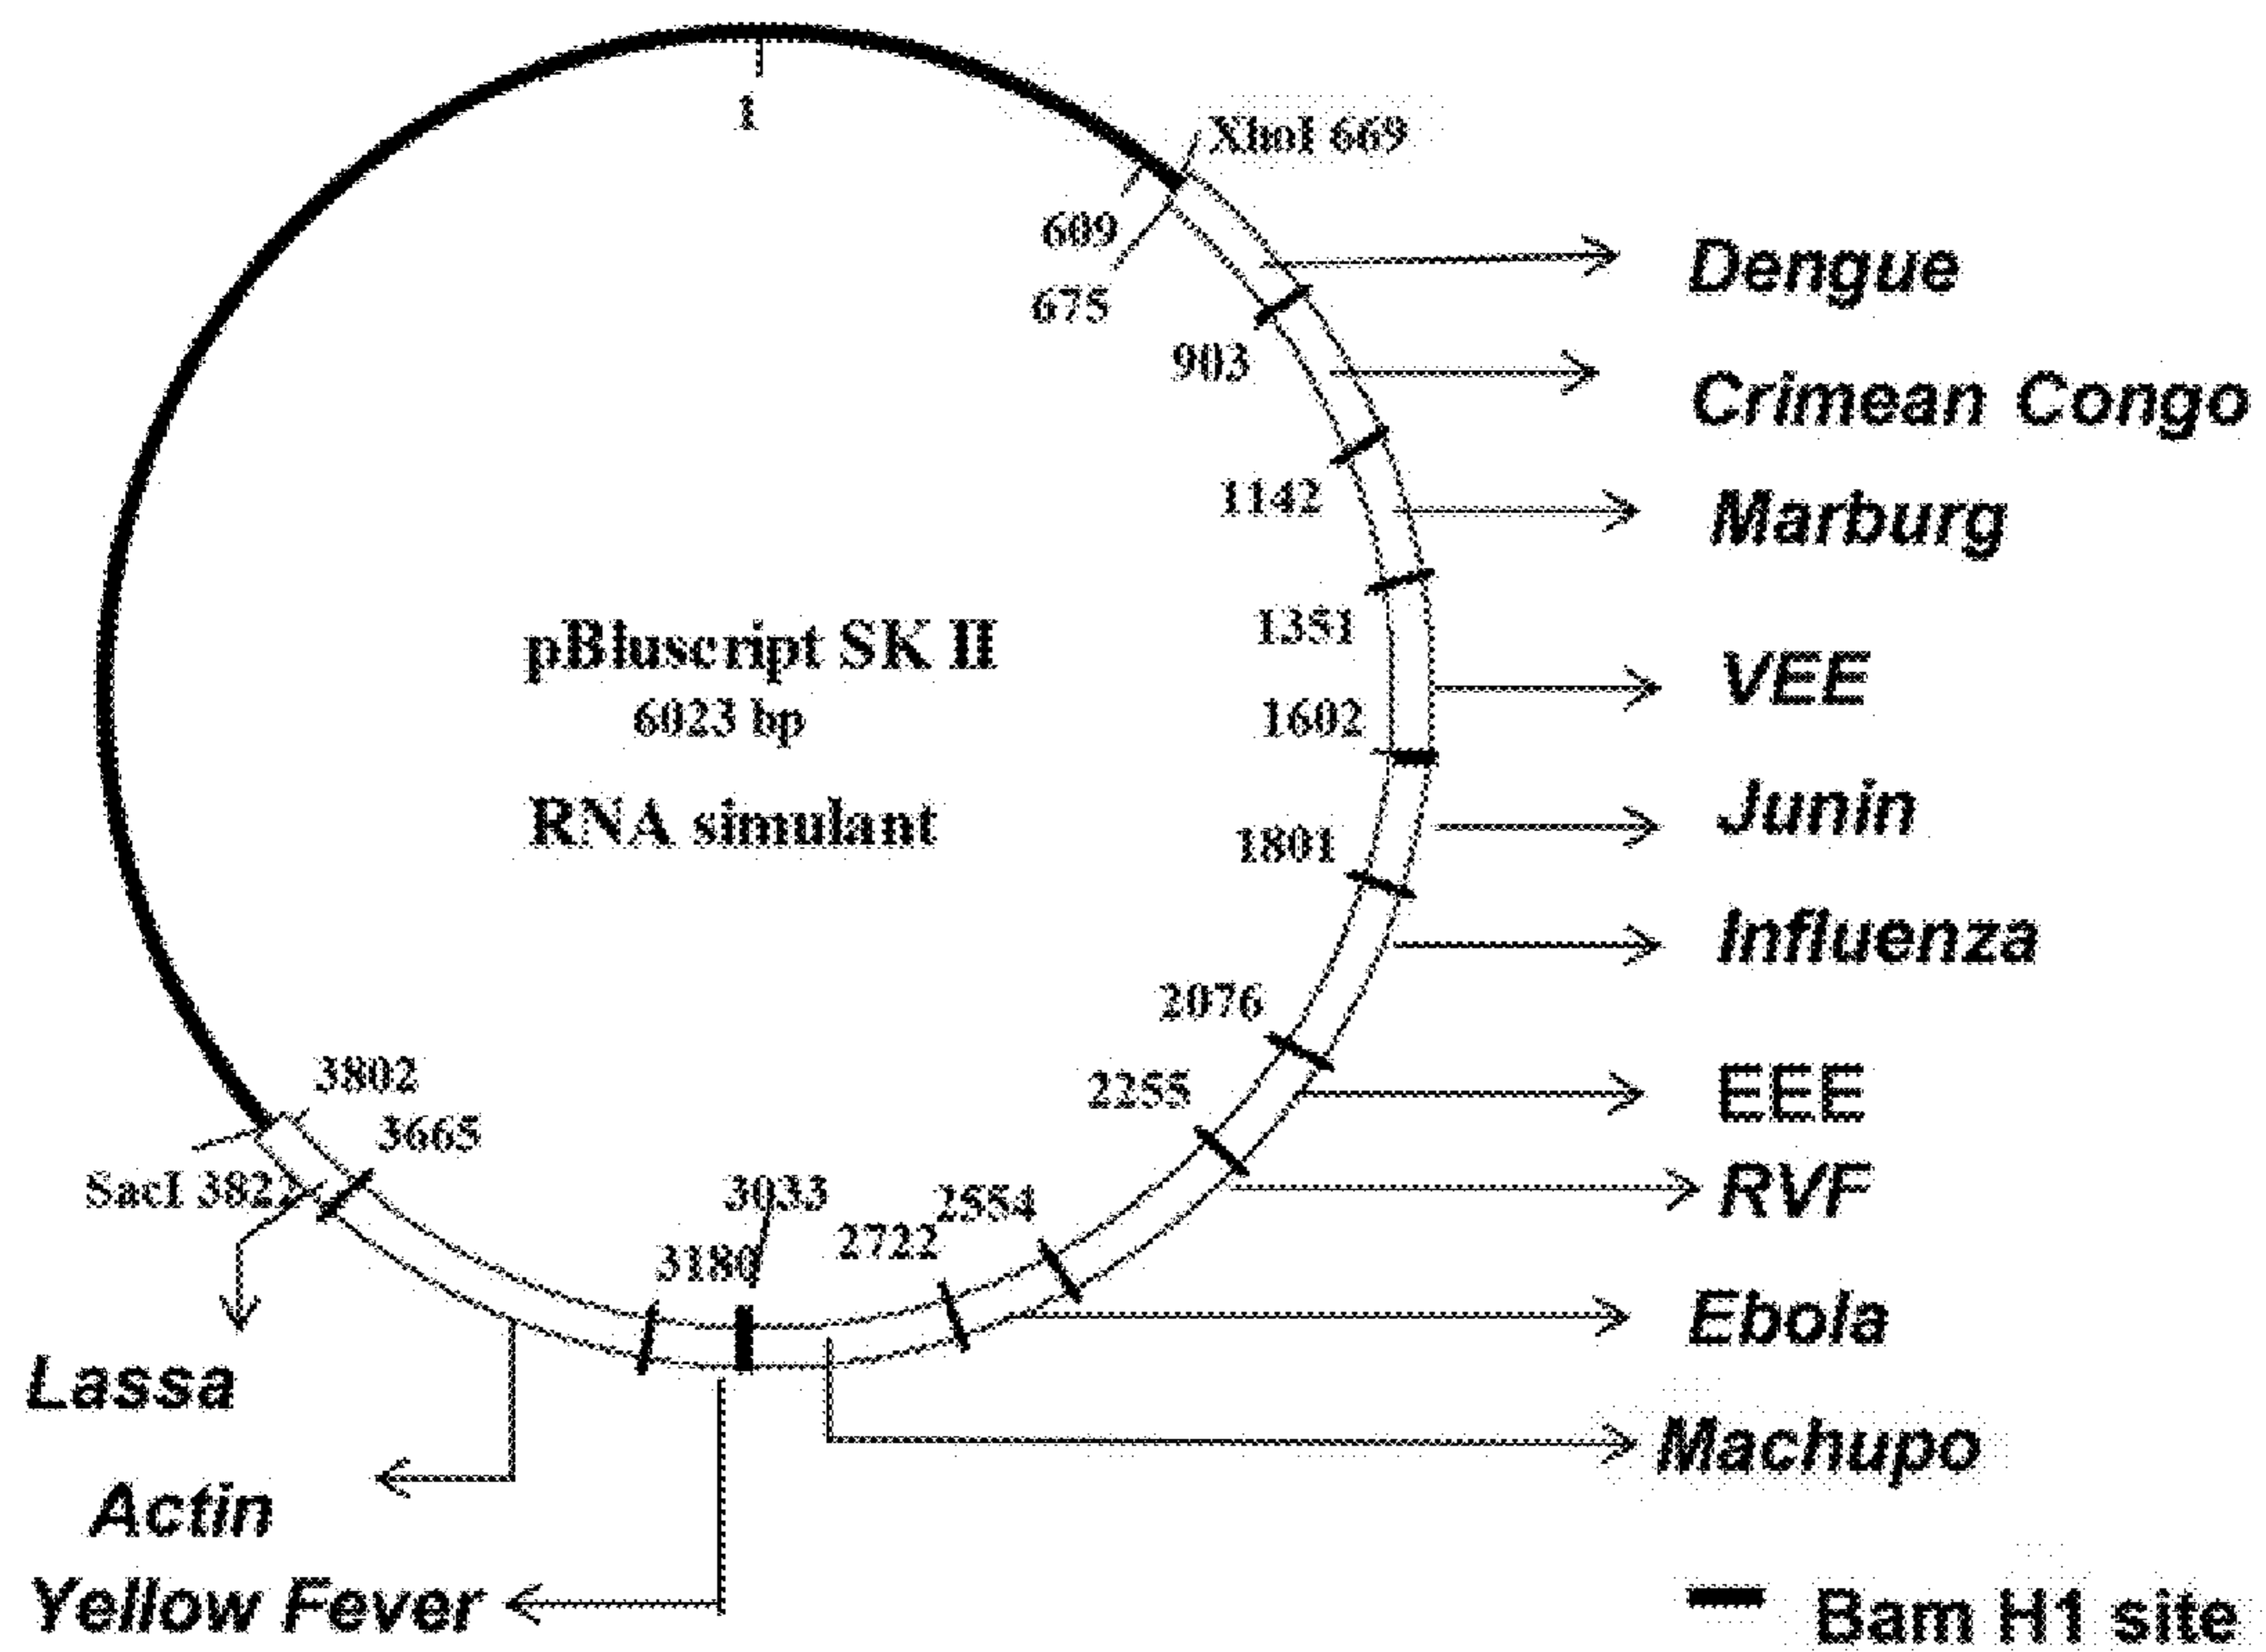 1
XhoI 669
609
675
Dengue
903
Crimean Congo
1142
Marburg
1351
pBluscript SK II
6023 bp
RNA simulant
VEE
1602
Junin
1801
Influenza
2076
2255
EEE
3802
3665
SacI
RVF
3033
2554
2722
3180
Ebola
Lassa
Machupo
Actin
Yellow Fever
Bam H1 site